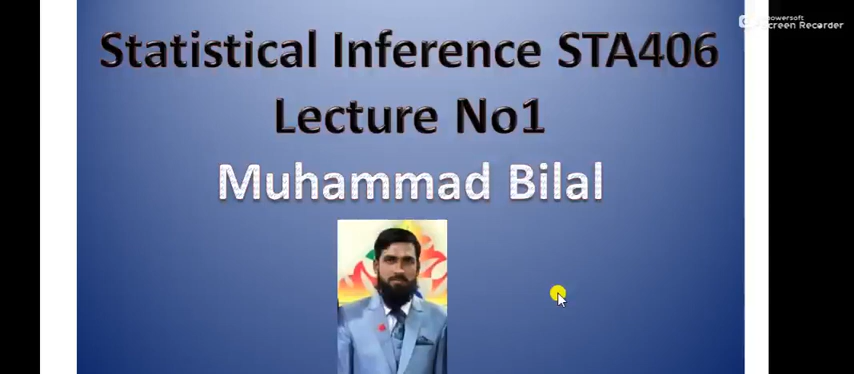 Statistical Inference STA406
Lecture No1
Muhammad Bilal
Screen Recorder